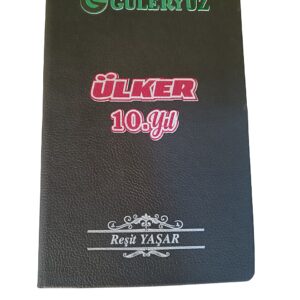 GÜLERYÜZ
ÜLKER
10.Yıl
Reşit YAŞAR